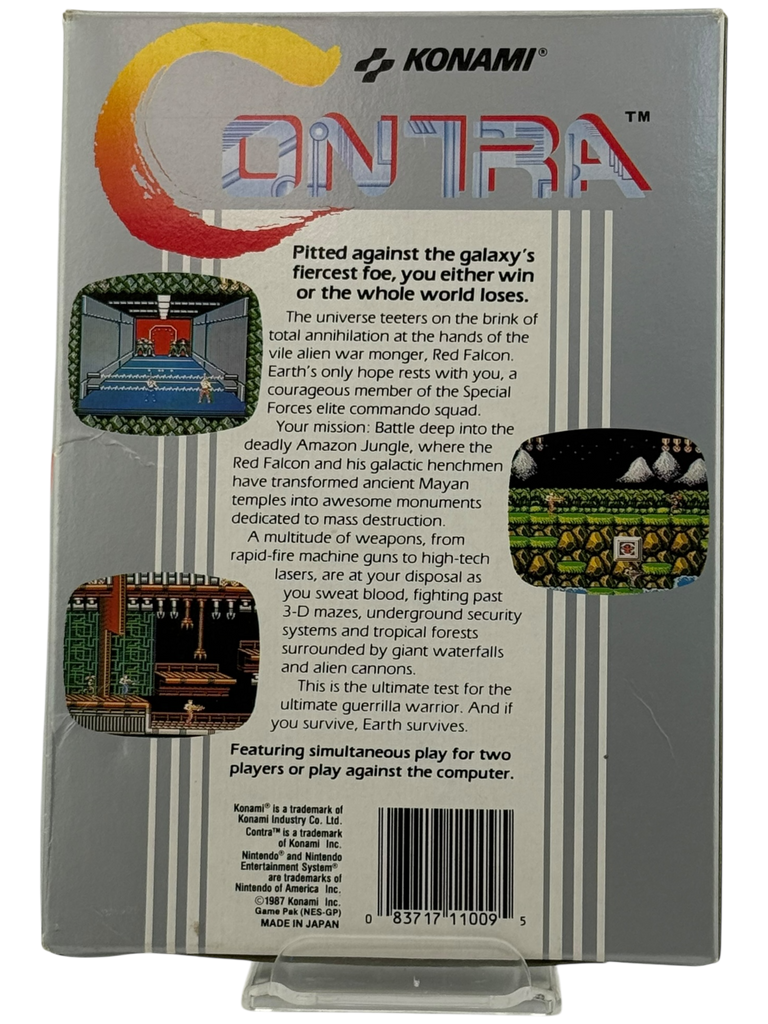 KONAMI®
CONTRA™
Pitted against the galaxy's
fiercest foe, you either win
or the whole world loses.
The universe teeters on the brink of
total annihilation at the hands of the
vile alien war monger, Red Falcon.
Earth's only hope rests with you, a
courageous member of the Special
Forces elite commando squad.
Your mission: Battle deep into the
deadly Amazon Jungle, where the
Red Falcon and his galactic henchmen
have transformed ancient Mayan
temples into awesome monuments
dedicated to mass destruction.
A multitude of weapons, from
rapid-fire machine guns to high-tech
lasers, are at your disposal as
you sweat blood, fighting past
3-D mazes, underground security
systems and tropical forests
surrounded by giant waterfalls
and alien cannons.
This is the ultimate test for the
ultimate guerrilla warrior. And if
you survive, Earth survives.
Featuring simultaneous play for two
players or play against the computer.
Konami® is a trademark of
Konami Industry Co. Ltd.
Contra™ is a trademark
of Konami Inc.
Nintendo® and Nintendo
Entertainment System®
are trademarks of
Nintendo of America Inc.
©1987 Konami Inc.
Game Pak (NES-GP)
MADE IN JAPAN
0 83717 11009 5